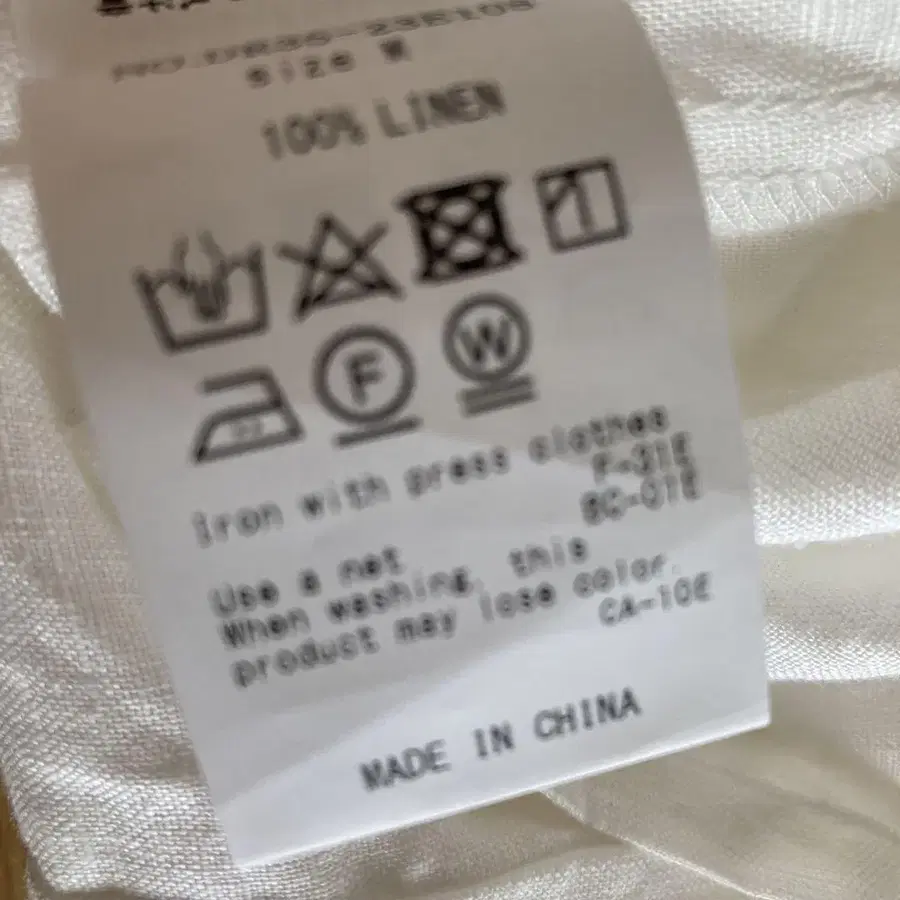 Size M
100% LINEN
F
W
Iron with press clothes
F-31E
BC-01E
Use a net
When washing, this
product may lose color.
CA-10E
MADE IN CHINA